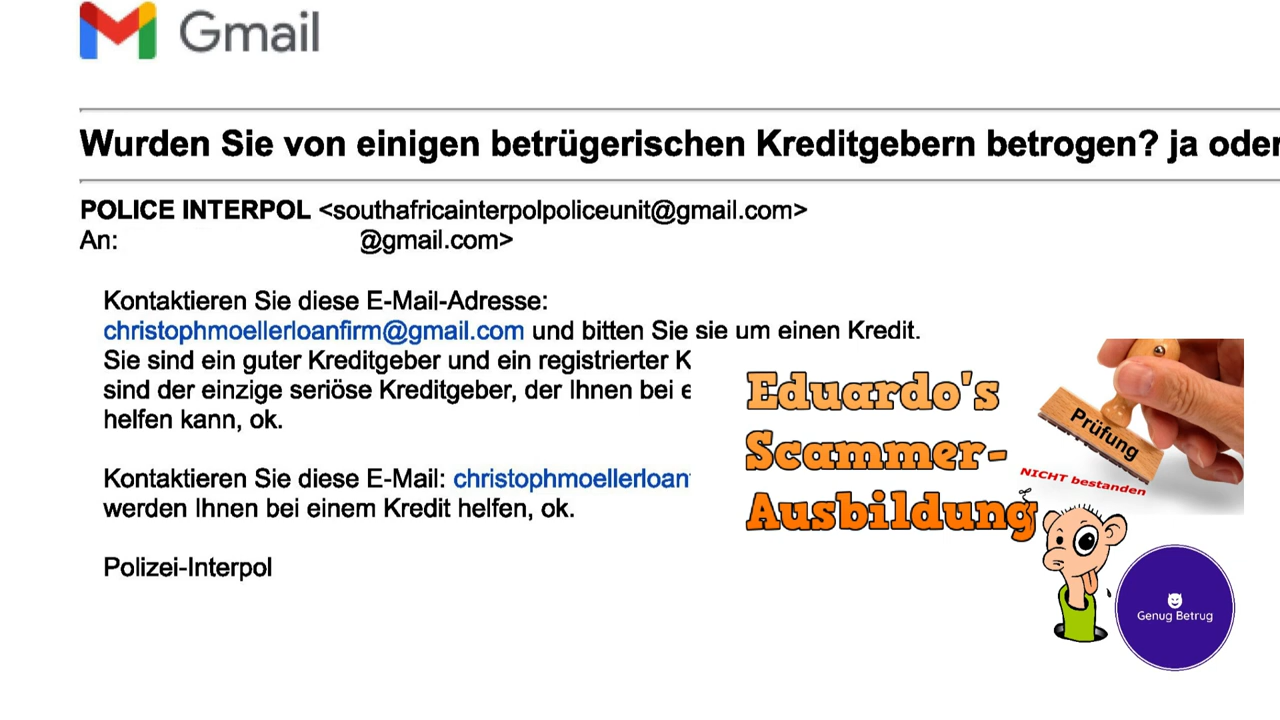 Gmail
Wurden Sie von einigen betrügerischen Kreditgebern betrogen? ja oder
POLICE INTERPOL <southafricainterpolpoliceunit@gmail.com>
An: @gmail.com>
Kontaktieren Sie diese E-Mail-Adresse:
christophmoellerloanfirm@gmail.com und bitten Sie sie um einen Kredit.
Sie sind ein guter Kreditgeber und ein registrierter K
sind der einzige seriöse Kreditgeber, der Ihnen bei e
helfen kann, ok.
Kontaktieren Sie diese E-Mail: christophmoellerloan
werden Ihnen bei einem Kredit helfen, ok.
Polizei-Interpol
Eduardo's
Scammer-
Ausbildung
Prüfung
NICHT bestanden
Genug Betrug